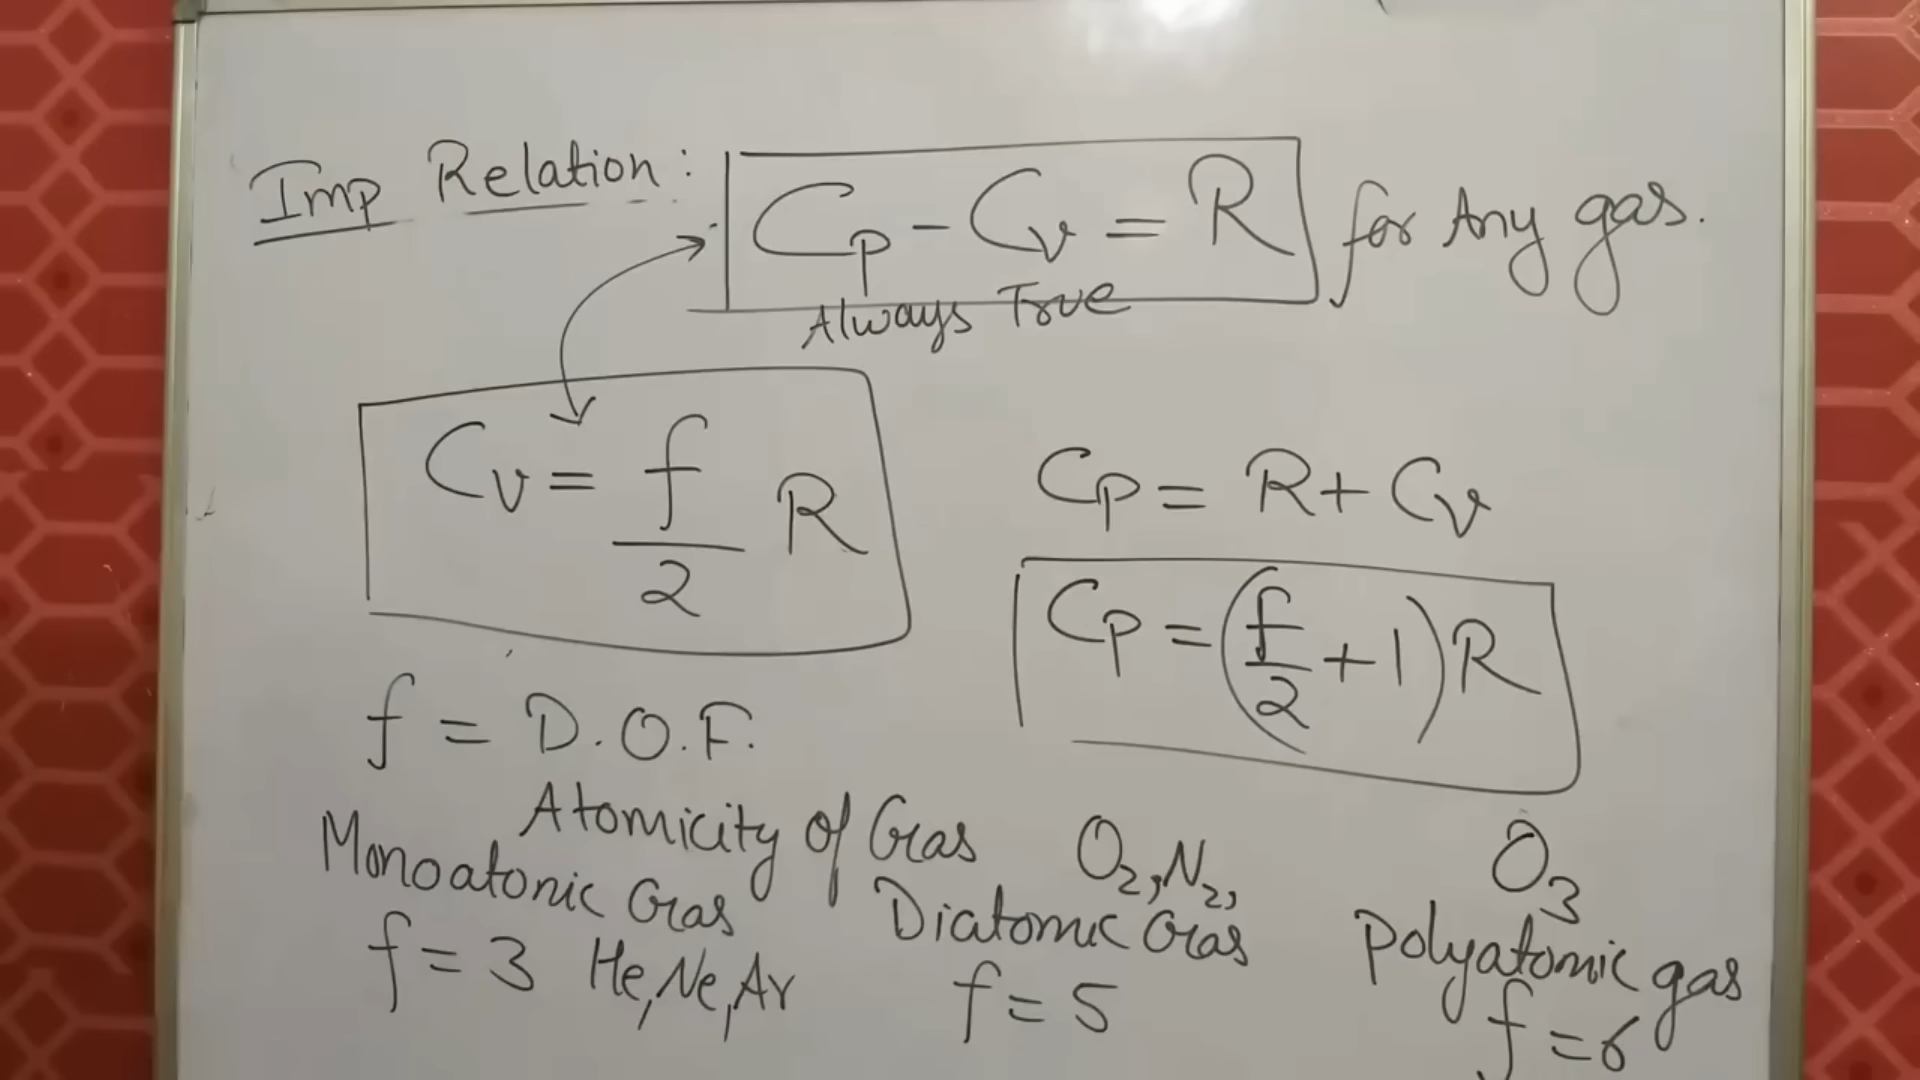 Imp Relation: Cp - Cv = R for Any gas.
Always True
Cv = f/2 R
Cp = R + Cv
Cp = (f/2 + 1) R
f = D.O.F.
Atomicity of Gas
Monoatonic Gas
f = 3 He, Ne, Ar
O2, N2,
Diatomic Gas
f = 5
O3
polyatomic gas
f = 6